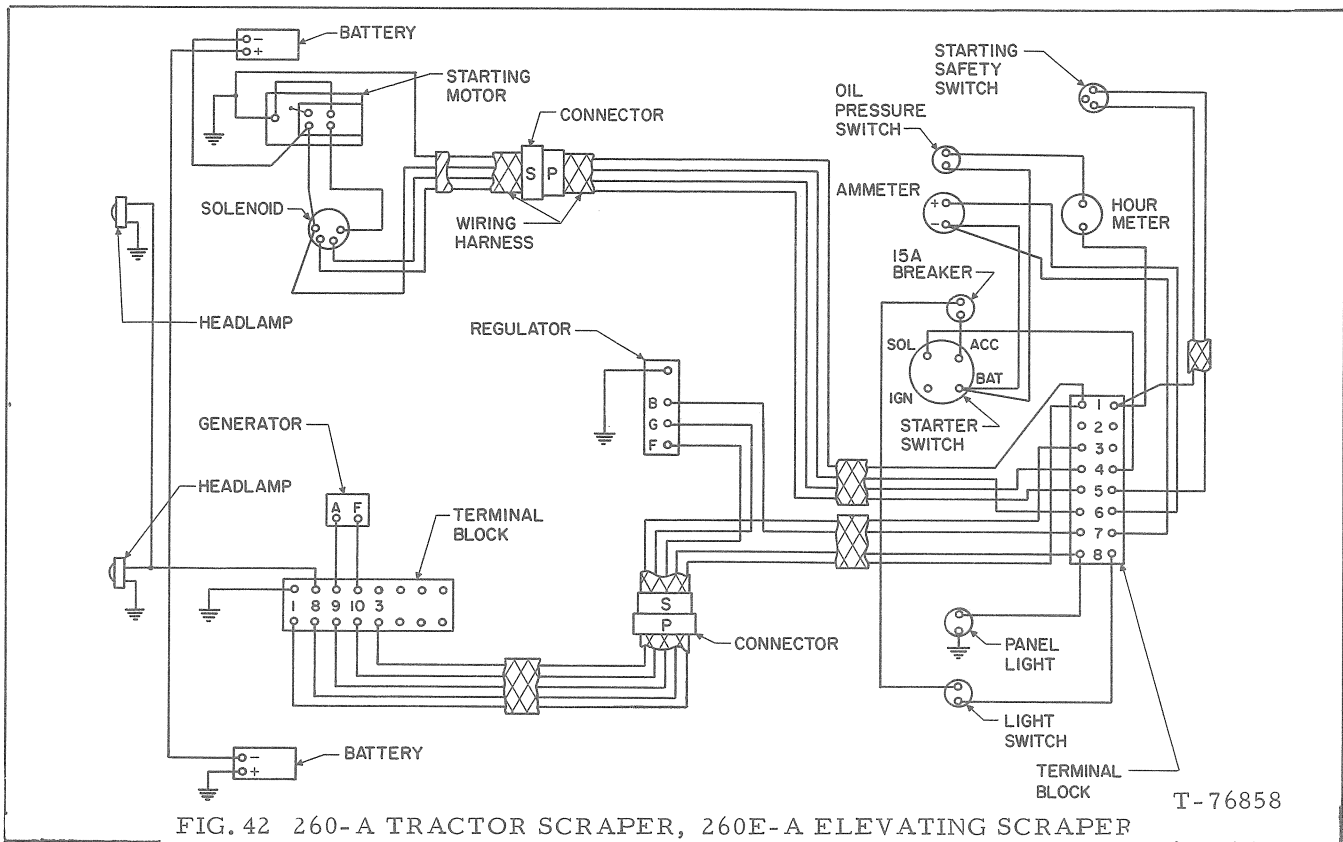 BATTERY
-
+
STARTING
MOTOR
STARTING
SAFETY
SWITCH
OIL
PRESSURE
SWITCH
CONNECTOR
S P
AMMETER
+
-
HOUR
METER
SOLENOID
WIRING
HARNESS
15A
BREAKER
HEADLAMP
REGULATOR
SOL
ACC
BAT
IGN
STARTER
SWITCH
B
G
F
1
2
3
4
5
6
7
8
GENERATOR
HEADLAMP
A F
TERMINAL
BLOCK
1 8 9 10 3
S
P
CONNECTOR
PANEL
LIGHT
LIGHT
SWITCH
BATTERY
-
+
TERMINAL
BLOCK
T-76858
FIG. 42 260-A TRACTOR SCRAPER, 260E-A ELEVATING SCRAPER